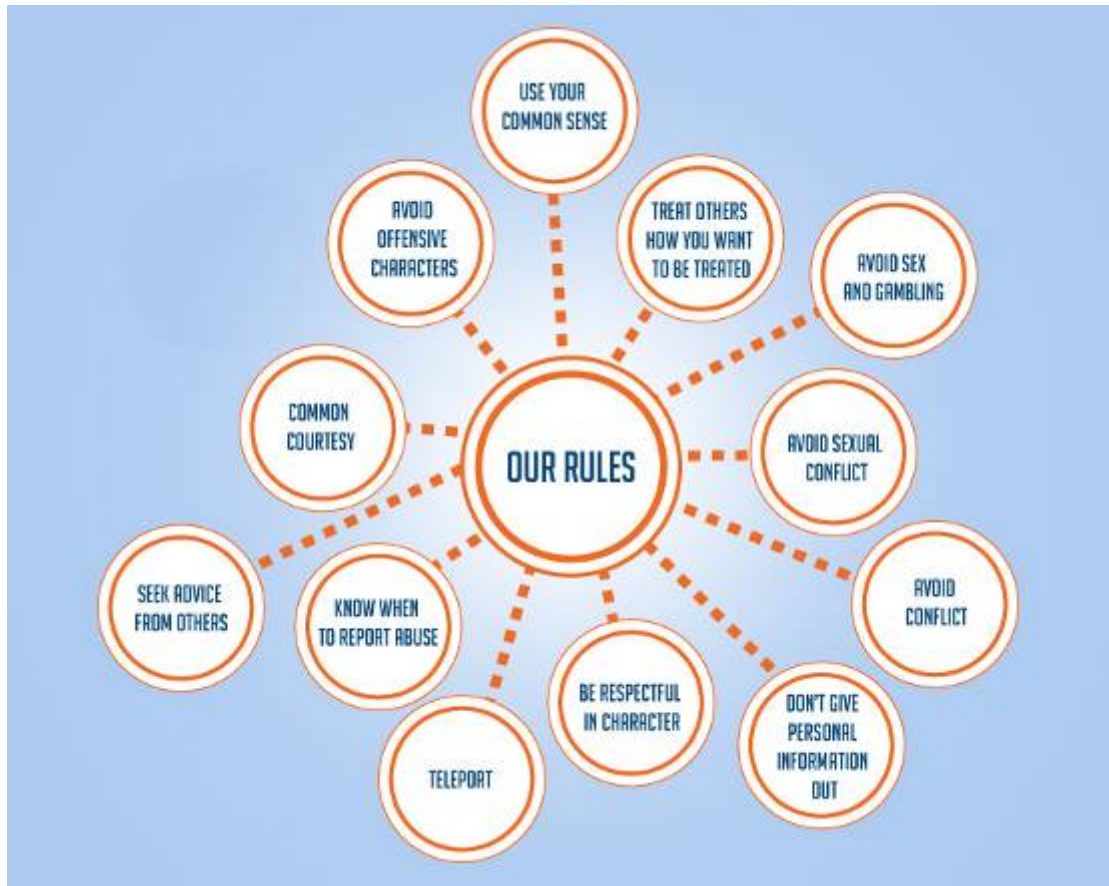 USE YOUR
COMMON SENSE
AVOID
OFFENSIVE
CHARACTERS
TREAT OTHERS
HOW YOU WANT
TO BE TREATED
AVOID SEX
AND GAMBLING
COMMON
COURTESY
OUR RULES
AVOID SEXUAL
CONFLICT
SEEK ADVICE
FROM OTHERS
KNOW WHEN
TO REPORT ABUSE
AVOID
CONFLICT
BE RESPECTFUL
IN CHARACTER
DON'T GIVE
PERSONAL
INFORMATION
OUT
TELEPORT